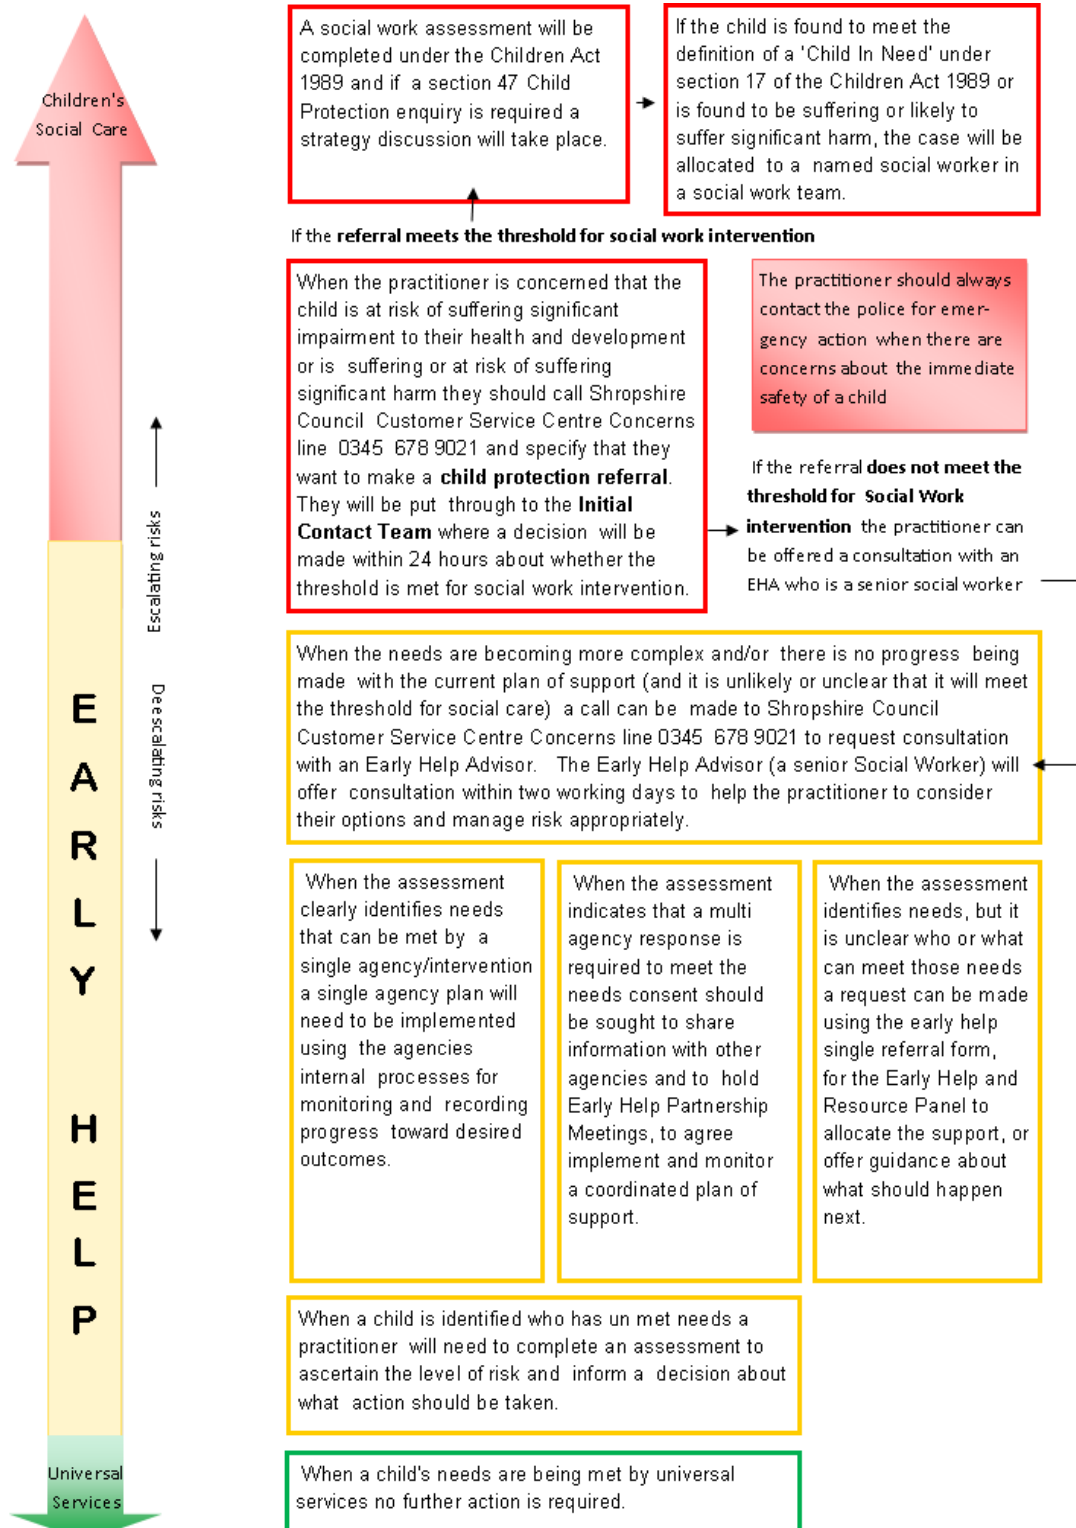 Children's
Social Care
A social work assessment will be
completed under the Children Act
1989 and if a section 47 Child
Protection enquiry is required a
strategy discussion will take place.
If the child is found to meet the
definition of a 'Child In Need' under
section 17 of the Children Act 1989 or
is found to be suffering or likely to
suffer significant harm, the case will be
allocated to a named social worker in
a social work team.
If the referral meets the threshold for social work intervention
When the practitioner is concerned that the
child is at risk of suffering significant
impairment to their health and development
or is suffering or at risk of suffering
significant harm they should call Shropshire
Council Customer Service Centre Concerns
line 0345 678 9021 and specify that they
want to make a child protection referral.
They will be put through to the Initial
Contact Team where a decision will be
made within 24 hours about whether the
threshold is met for social work intervention.
The practitioner should always
contact the police for emer-
gency action when there are
concerns about the immediate
safety of a child
If the referral does not meet the
threshold for Social Work
intervention the practitioner can
be offered a consultation with an
EHA who is a senior social worker
Escalating risks
Deescalating risks
EARLY HELP
When the needs are becoming more complex and/or there is no progress being
made with the current plan of support (and it is unlikely or unclear that it will meet
the threshold for social care) a call can be made to Shropshire Council
Customer Service Centre Concerns line 0345 678 9021 to request consultation
with an Early Help Advisor. The Early Help Advisor (a senior Social Worker) will
offer consultation within two working days to help the practitioner to consider
their options and manage risk appropriately.
When the assessment
clearly identifies needs
that can be met by a
single agency/intervention
a single agency plan will
need to be implemented
using the agencies
internal processes for
monitoring and recording
progress toward desired
outcomes.
When the assessment
indicates that a multi
agency response is
required to meet the
needs consent should
be sought to share
information with other
agencies and to hold
Early Help Partnership
Meetings, to agree
implement and monitor
a coordinated plan of
support.
When the assessment
identifies needs, but it
is unclear who or what
can meet those needs
a request can be made
using the early help
single referral form,
for the Early Help and
Resource Panel to
allocate the support, or
offer guidance about
what should happen
next.
When a child is identified who has un met needs a
practitioner will need to complete an assessment to
ascertain the level of risk and inform a decision about
what action should be taken.
Universal
Services
When a child's needs are being met by universal
services no further action is required.